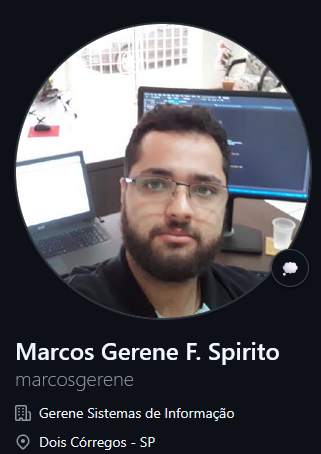 Marcos Gerene F. Spirito
marcosgerene
Gerene Sistemas de Informação
Dois Córregos - SP